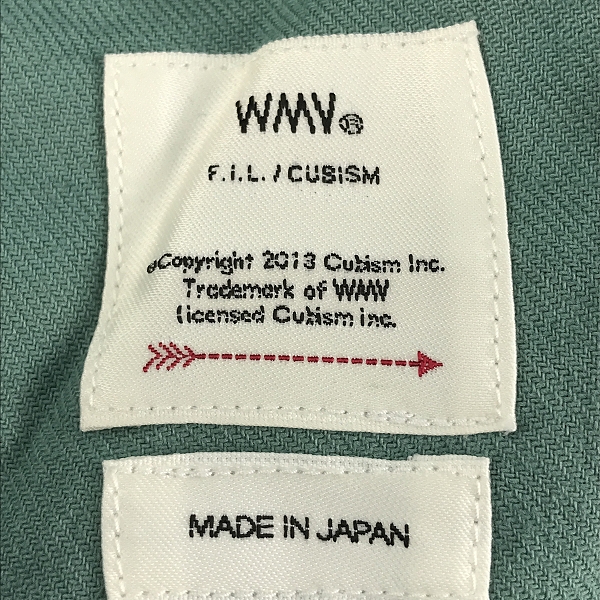 WMV®
F.I.L. / CUBISM
©Copyright 2013 Cubism Inc.
Trademark of WMV
Licensed Cubism Inc.
MADE IN JAPAN